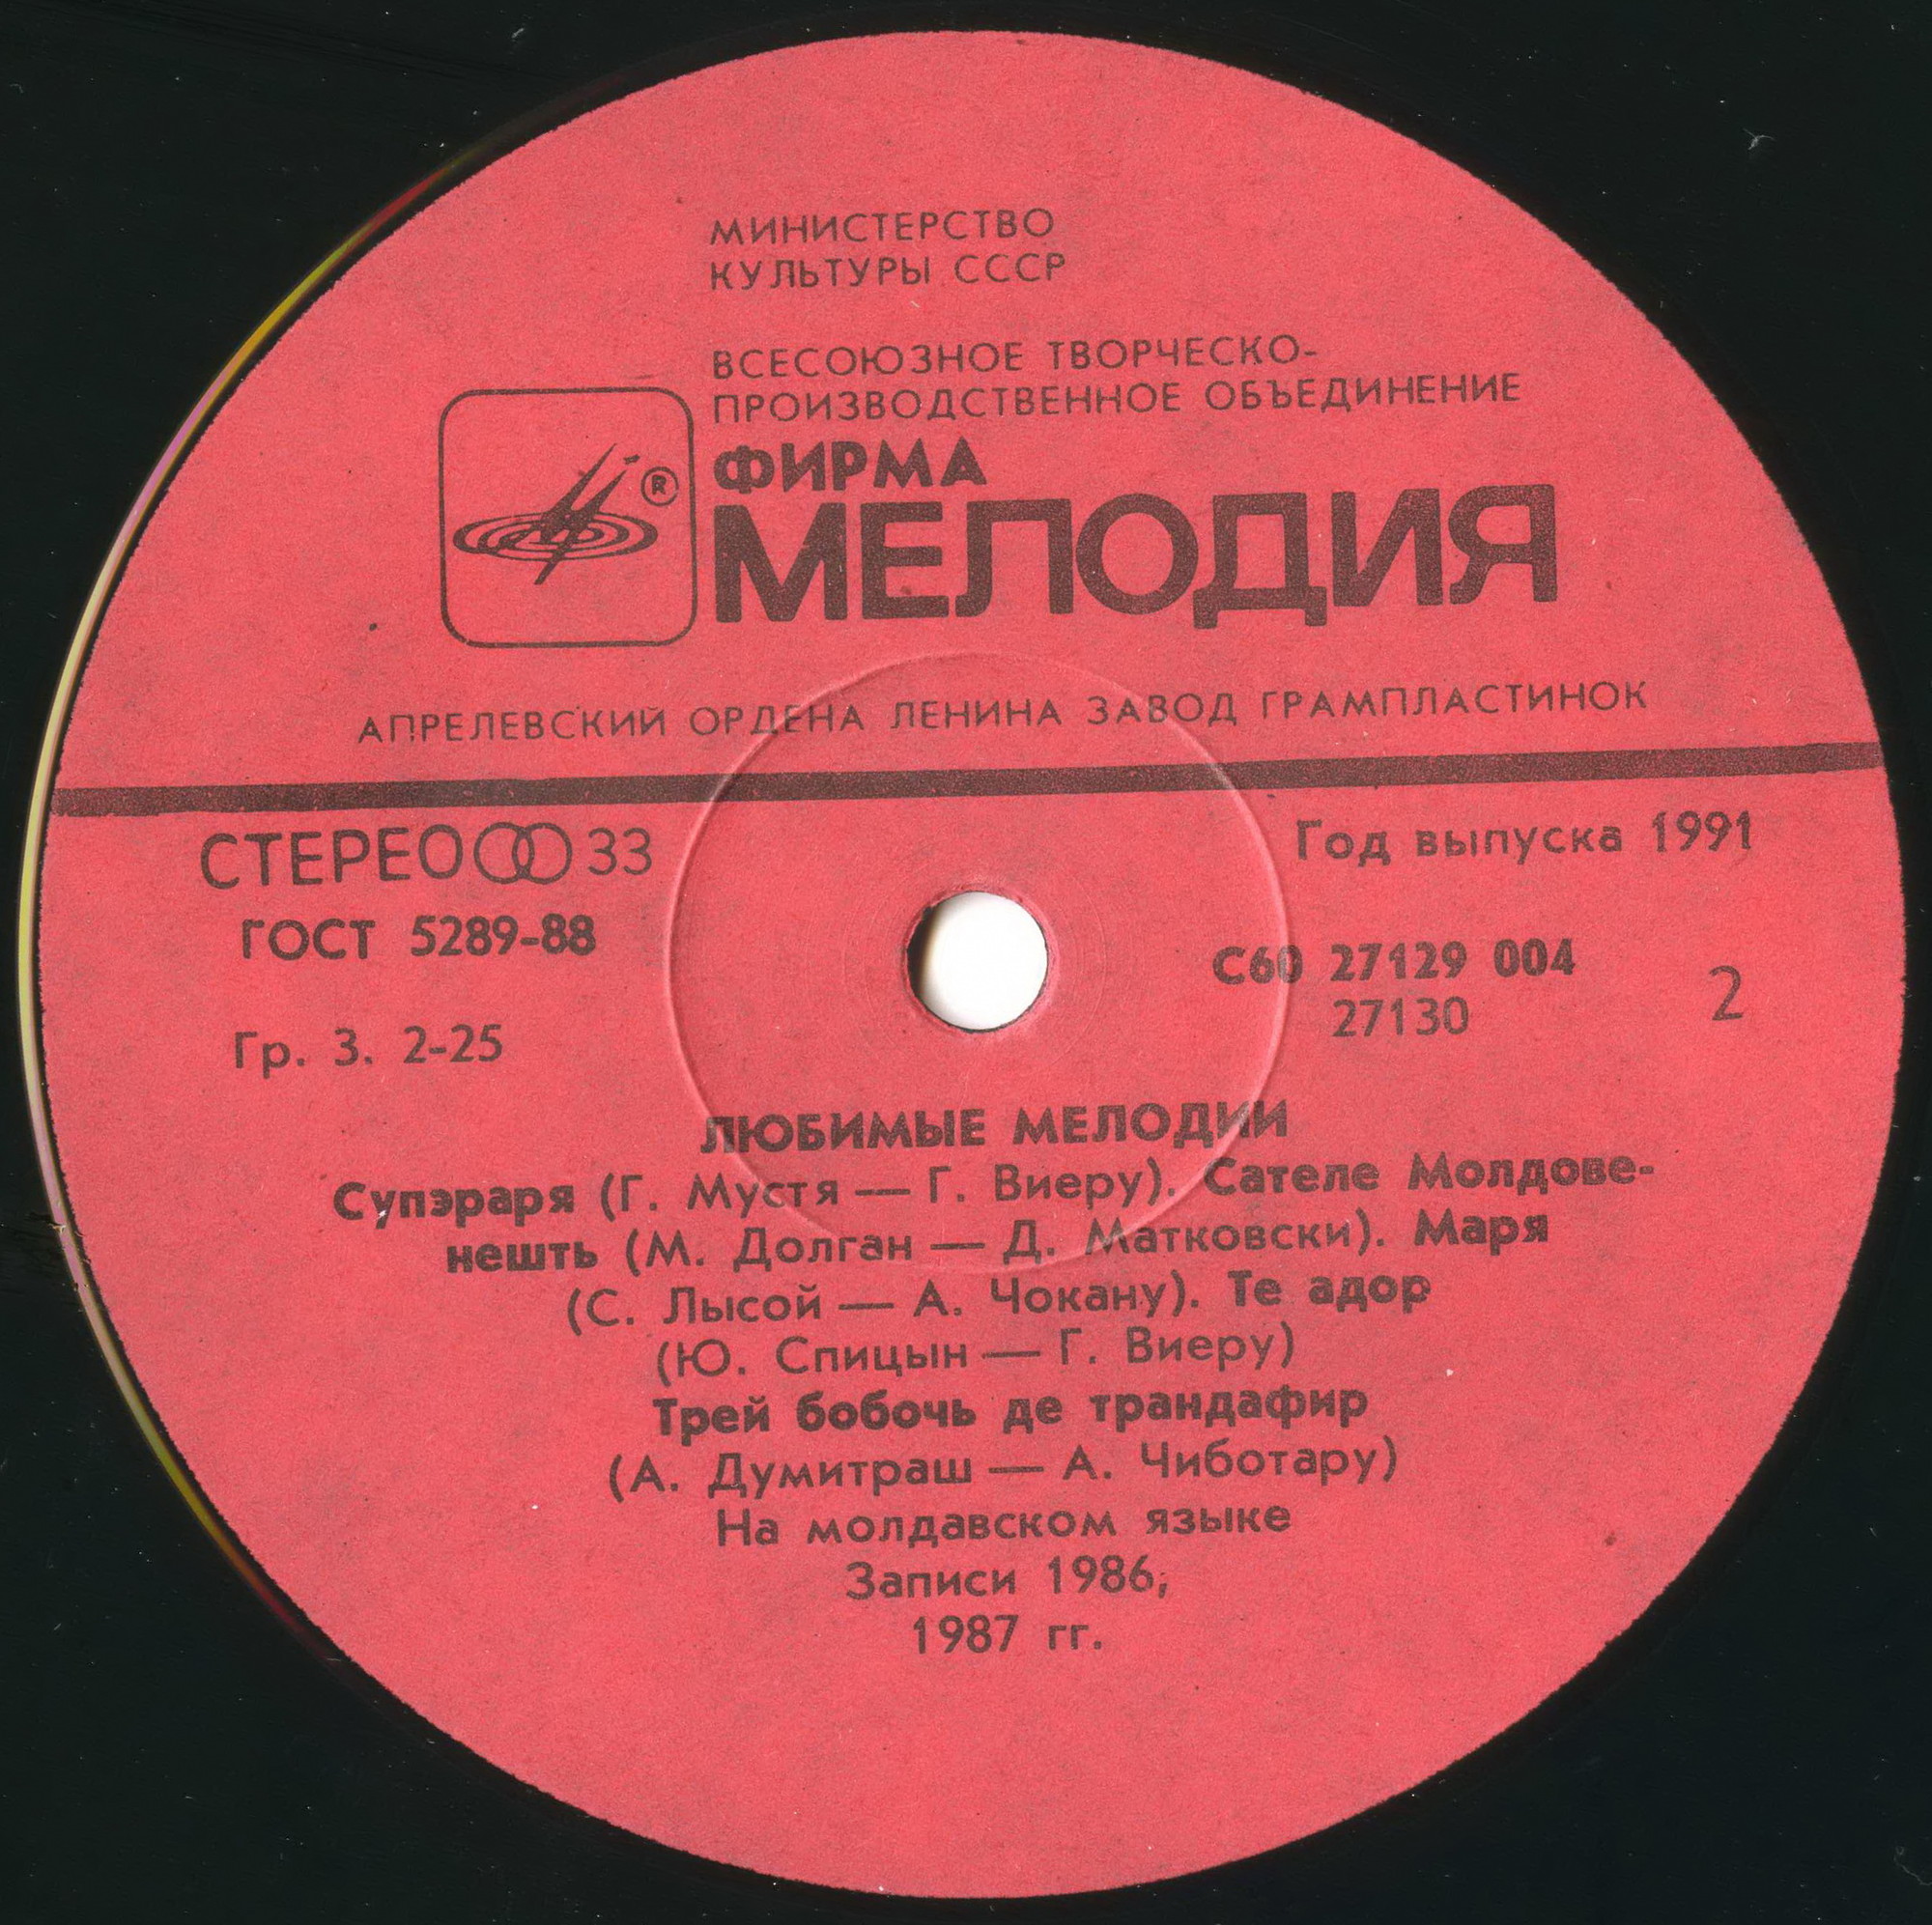 МИНИСТЕРСТВО
КУЛЬТУРЫ СССР
ВСЕСОЮЗНОЕ ТВОРЧЕСКО-
ПРОИЗВОДСТВЕННОЕ ОБЪЕДИНЕНИЕ
®
ФИРМА
МЕЛОДИЯ
АПРЕЛЕВСКИЙ ОРДЕНА ЛЕНИНА ЗАВОД ГРАМПЛАСТИНОК
СТЕРЕО 33
Год выпуска 1991
ГОСТ 5289-88
С60 27129 004
27130
2
Гр. 3. 2-25
ЛЮБИМЫЕ МЕЛОДИИ
Супэраря (Г. Мустя — Г. Виеру). Сателе Молдове-
нешть (М. Долган — Д. Матковски). Маря
(С. Лысой — А. Чокану). Те адор
(Ю. Спицын — Г. Виеру)
Трей бобочь де трандафир
(А. Думитраш — А. Чиботару)
На молдавском языке
Записи 1986,
1987 гг.